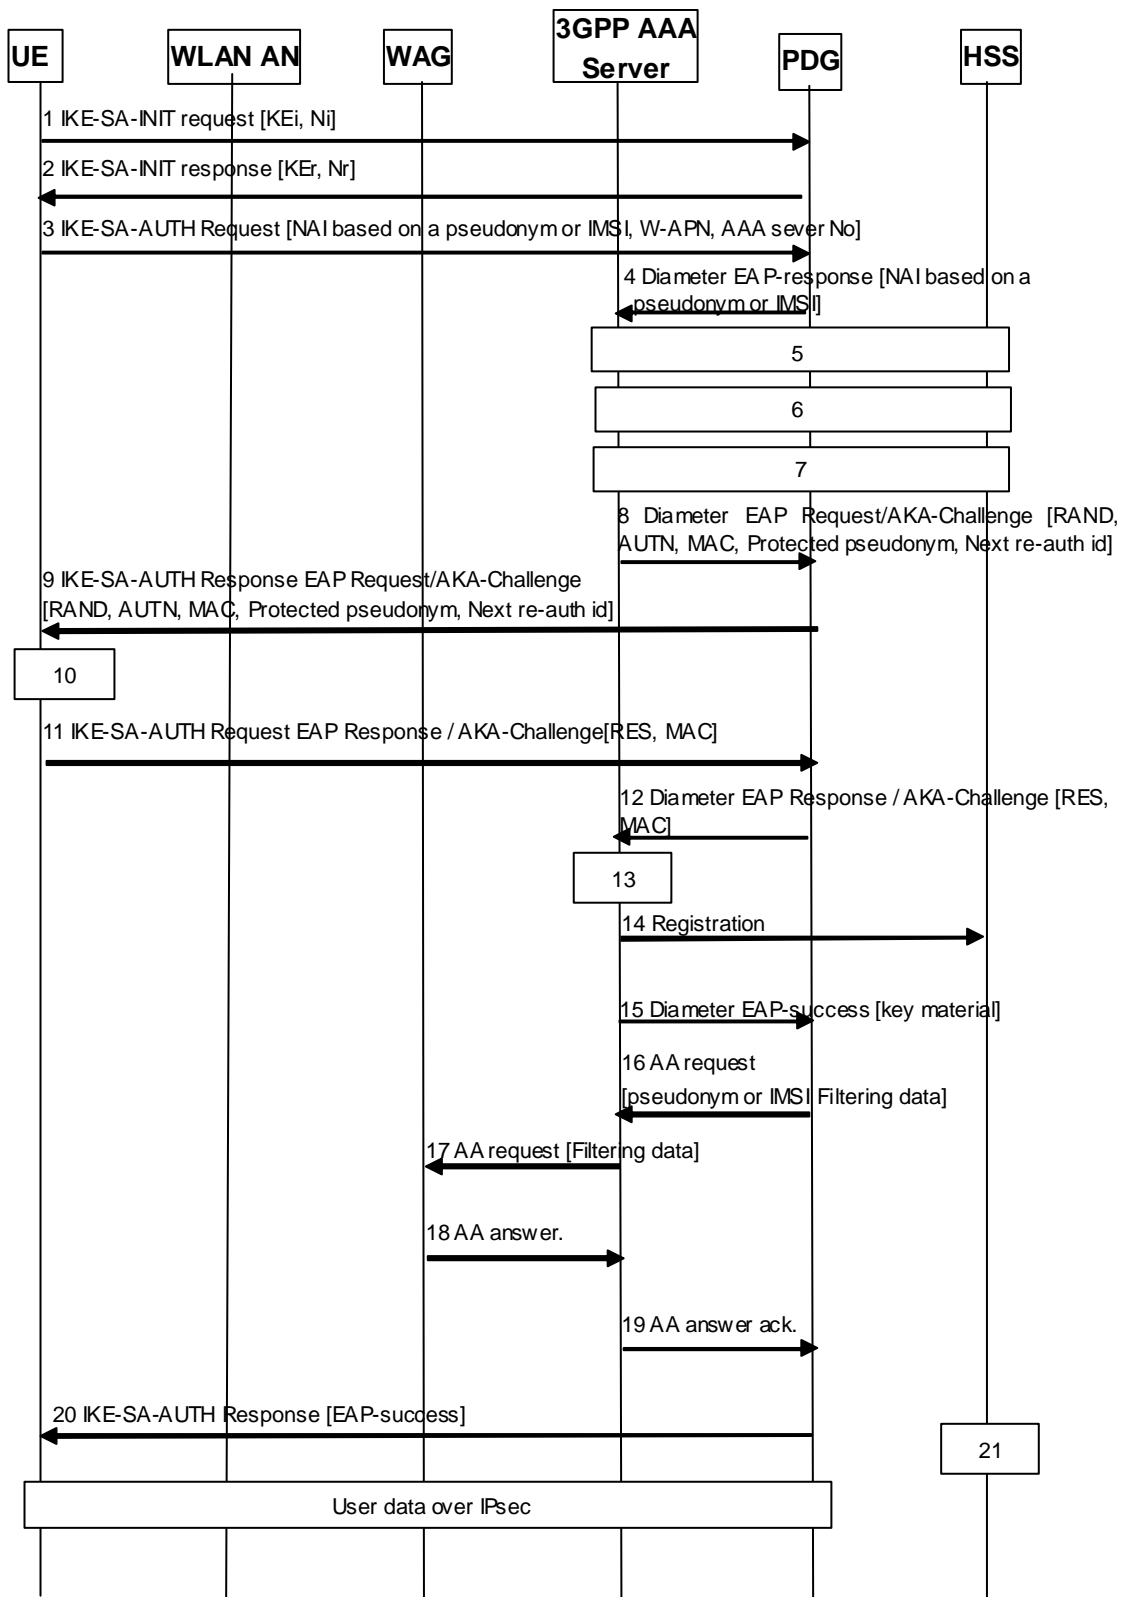 UE
WLAN AN
WAG
3GPP AAA
Server
PDG
HSS
1 IKE-SA-INIT request [KEi, Ni]
2 IKE-SA-INIT response [KEr, Nr]
3 IKE-SA-AUTH Request [NAI based on a pseudonym or IMSI, W-APN, AAA sever No]
4 Diameter EAP-response [NAI based on a
pseudonym or IMSI]
5
6
7
8 Diameter EAP Request/AKA-Challenge [RAND,
AUTN, MAC, Protected pseudonym, Next re-auth id]
9 IKE-SA-AUTH Response EAP Request/AKA-Challenge
[RAND, AUTN, MAC, Protected pseudonym, Next re-auth id]
10
11 IKE-SA-AUTH Request EAP Response / AKA-Challenge[RES, MAC]
12 Diameter EAP Response / AKA-Challenge [RES,
MAC]
13
14 Registration
15 Diameter EAP-success [key material]
16 AA request
[pseudonym or IMSI Filtering data]
17 AA request [Filtering data]
18 AA answer.
19 AA answer ack.
20 IKE-SA-AUTH Response [EAP-success]
21
User data over IPsec